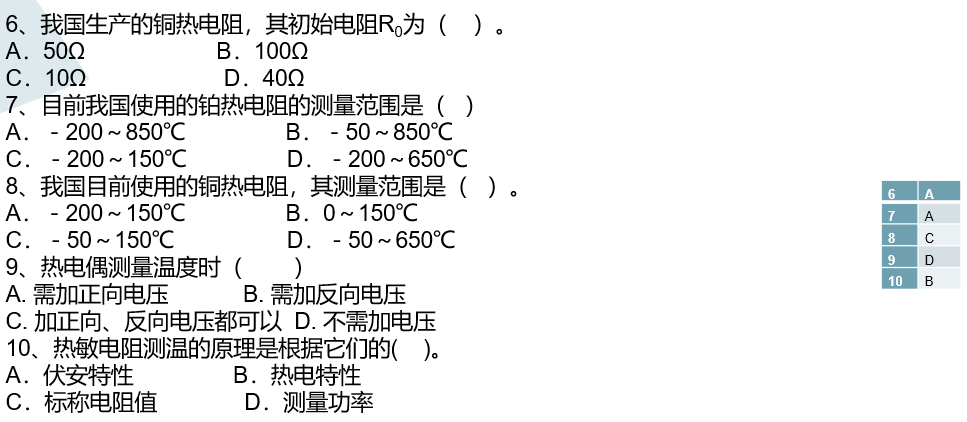 6、我国生产的铜热电阻，其初始电阻R0为（　）。
A．50Ω　　B．100Ω
C．10Ω　　D．40Ω
7、目前我国使用的铂热电阻的测量范围是（　）
A．﹣200～850℃　　B．﹣50～850℃
C．﹣200～150℃　　D．﹣200～650℃
8、我国目前使用的铜热电阻，其测量范围是（　）。
A．﹣200～150℃　　B．0～150℃
C．﹣50～150℃　　D．﹣50～650℃
9、热电偶测量温度时（　　）
A. 需加正向电压　　B. 需加反向电压
C. 加正向、反向电压都可以 D. 不需加电压
10、热敏电阻测温的原理是根据它们的(　)。
A．伏安特性　　B．热电特性
C．标称电阻值　　D．测量功率
6 A
7 A
8 C
9 D
10 B